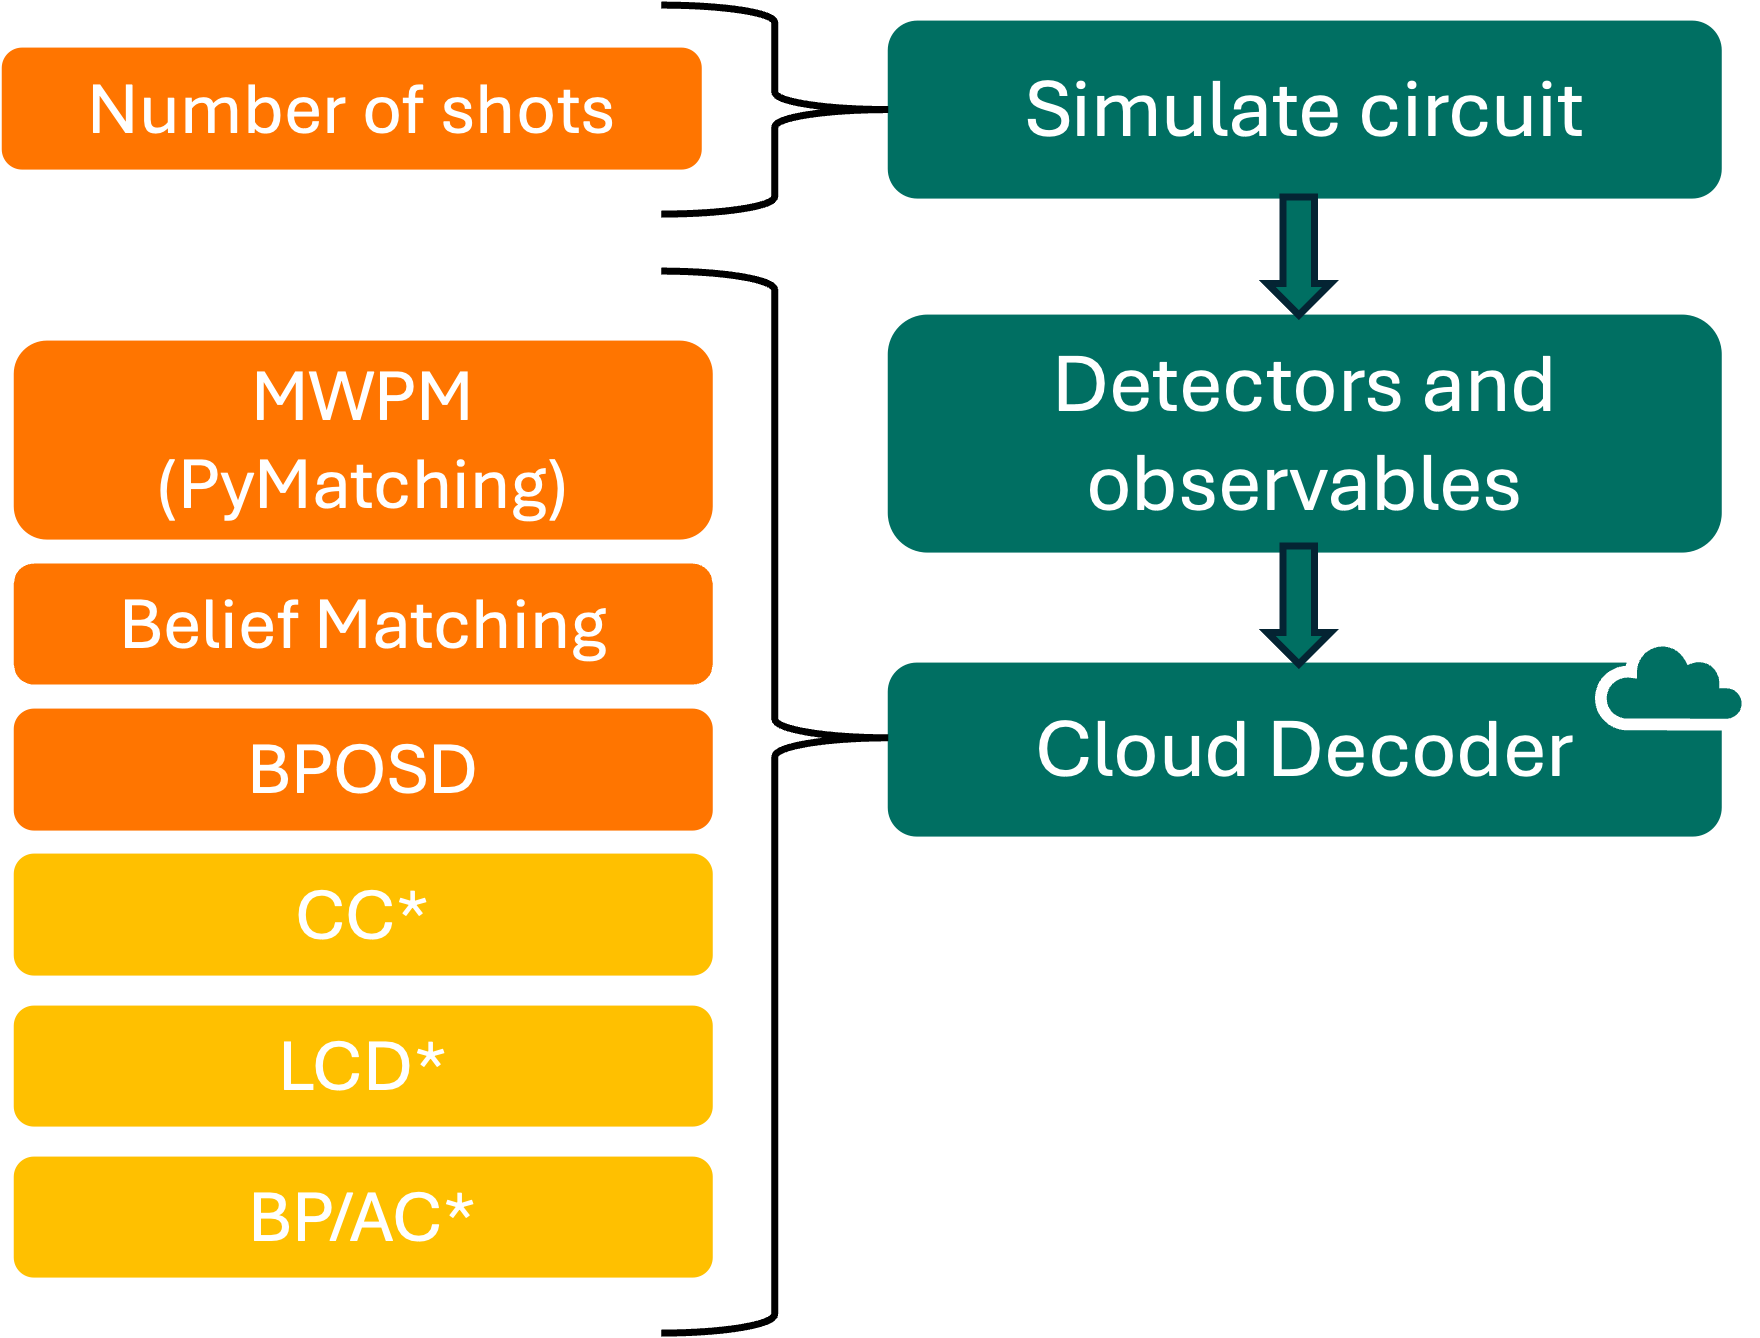 Number of shots
Simulate circuit
Detectors and
observables
Cloud Decoder
MWPM
(PyMatching)
Belief Matching
BPOSD
CC*
LCD*
BP/AC*